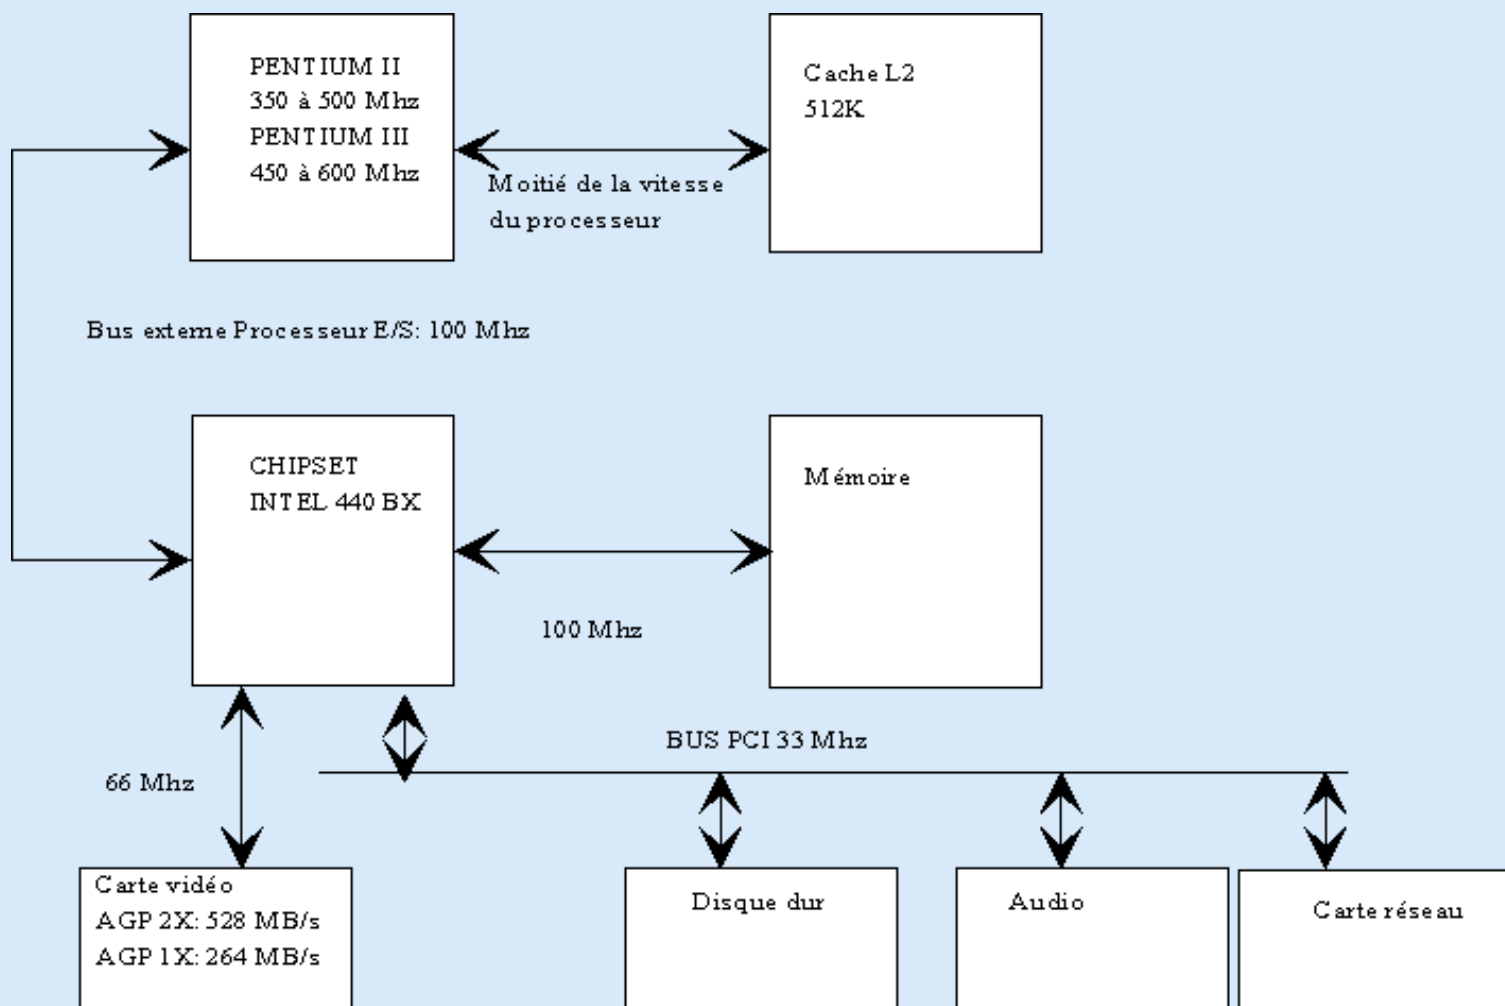 PENTIUM II
350 à 500 Mhz
PENTIUM III
450 à 600 Mhz
Cache L2
512K
Moitié de la vitesse
du processeur
Bus externe Processeur E/S: 100 Mhz
CHIPSET
INTEL 440 BX
Mémoire
100 Mhz
BUS PCI 33 Mhz
66 Mhz
Carte vidéo
AGP 2X: 528 MB/s
AGP 1X: 264 MB/s
Disque dur
Audio
Carte réseau